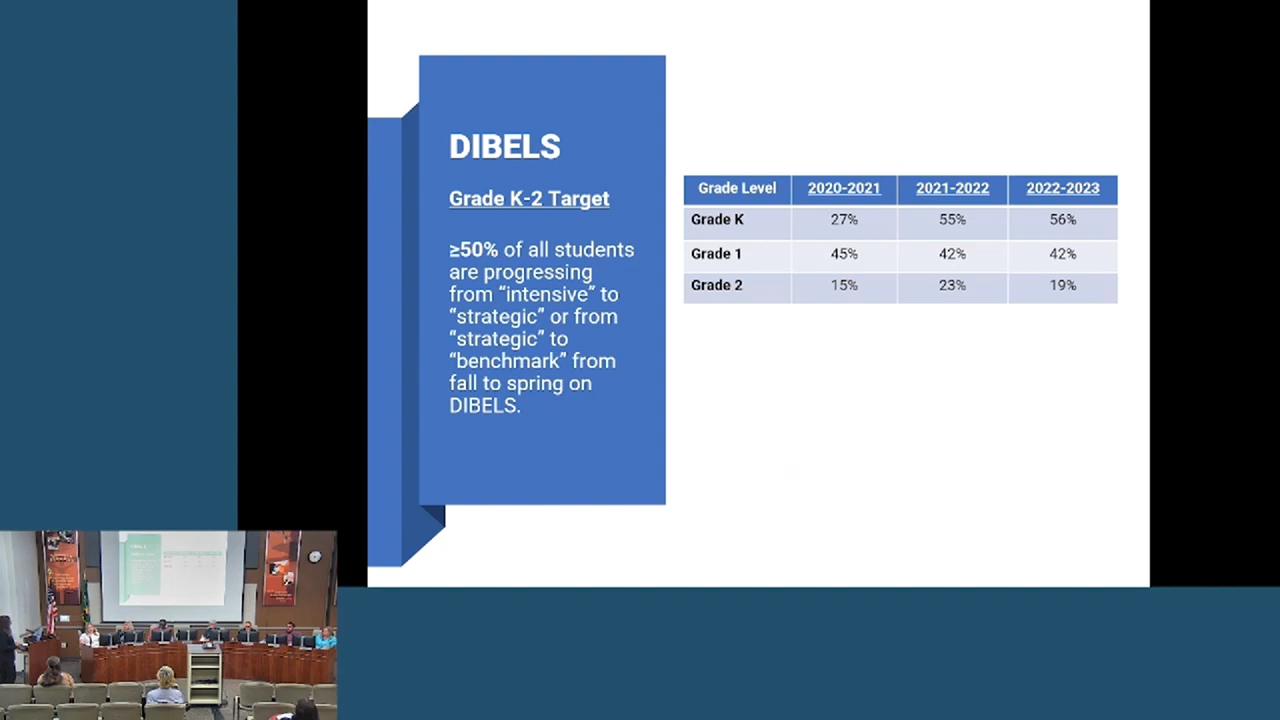 DIBELS
Grade K-2 Target
≥50% of all students
are progressing
from “intensive” to
“strategic” or from
“strategic” to
“benchmark” from
fall to spring on
DIBELS.
Grade Level 2020-2021 2021-2022 2022-2023
Grade K 27% 55% 56%
Grade 1 45% 42% 42%
Grade 2 15% 23% 19%